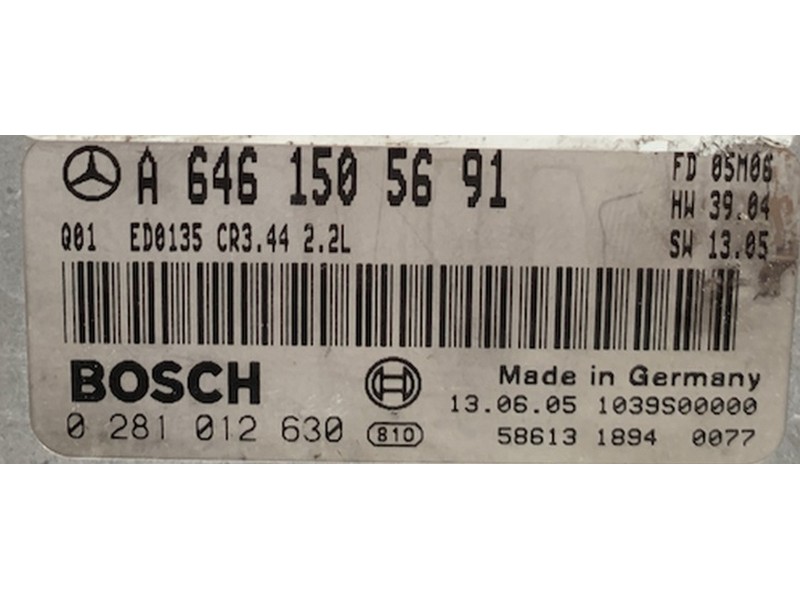 A 646 150 56 91
FD 05M06
HW 39.04
Q01 ED0135 CR3.44 2.2L
SW 13.05
BOSCH
Made in Germany
13.06.05 1039S00000
0 281 012 630 810
58613 1894 0077